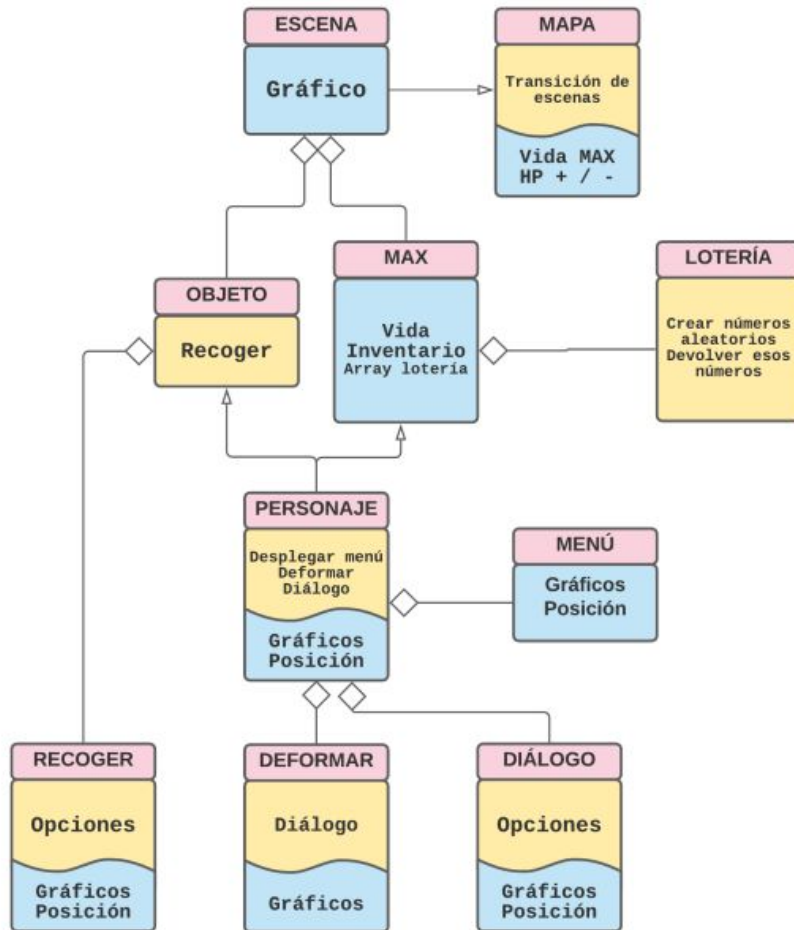 ESCENA
Gráfico
MAPA
Transición de
escenas
Vida MAX
HP + / -
OBJETO
Recoger
MAX
Vida
Inventario
Array lotería
LOTERÍA
Crear números
aleatorios
Devolver esos
números
PERSONAJE
Desplegar menú
Deformar
Diálogo
Gráficos
Posición
MENÚ
Gráficos
Posición
RECOGER
Opciones
Gráficos
Posición
DEFORMAR
Diálogo
Gráficos
DIÁLOGO
Opciones
Gráficos
Posición